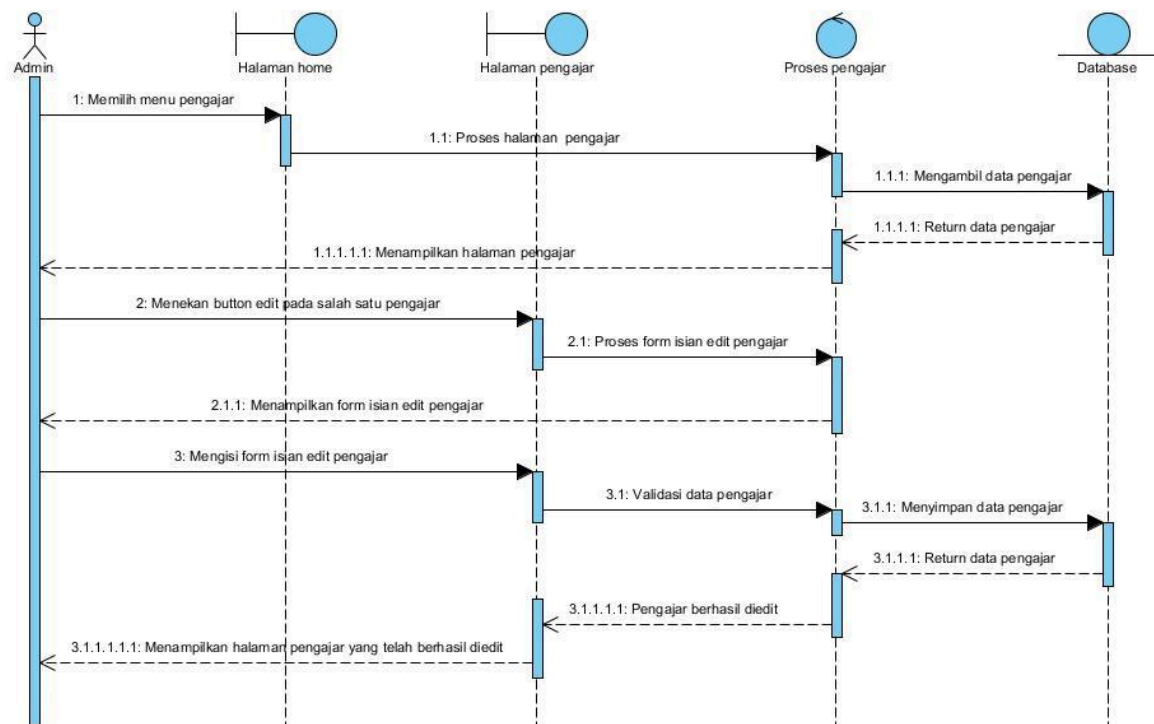 Admin
Halaman home
Halaman pengajar
Proses pengajar
Database
1: Memilih menu pengajar
1.1: Proses halaman pengajar
1.1.1: Mengambil data pengajar
1.1.1.1: Return data pengajar
1.1.1.1.1: Menampilkan halaman pengajar
2: Menekan button edit pada salah satu pengajar
2.1: Proses form isian edit pengajar
2.1.1: Menampilkan form isian edit pengajar
3: Mengisi form isian edit pengajar
3.1: Validasi data pengajar
3.1.1: Menyimpan data pengajar
3.1.1.1: Return data pengajar
3.1.1.1.1: Pengajar berhasil diedit
3.1.1.1.1.1: Menampilkan halaman pengajar yang telah berhasil diedit